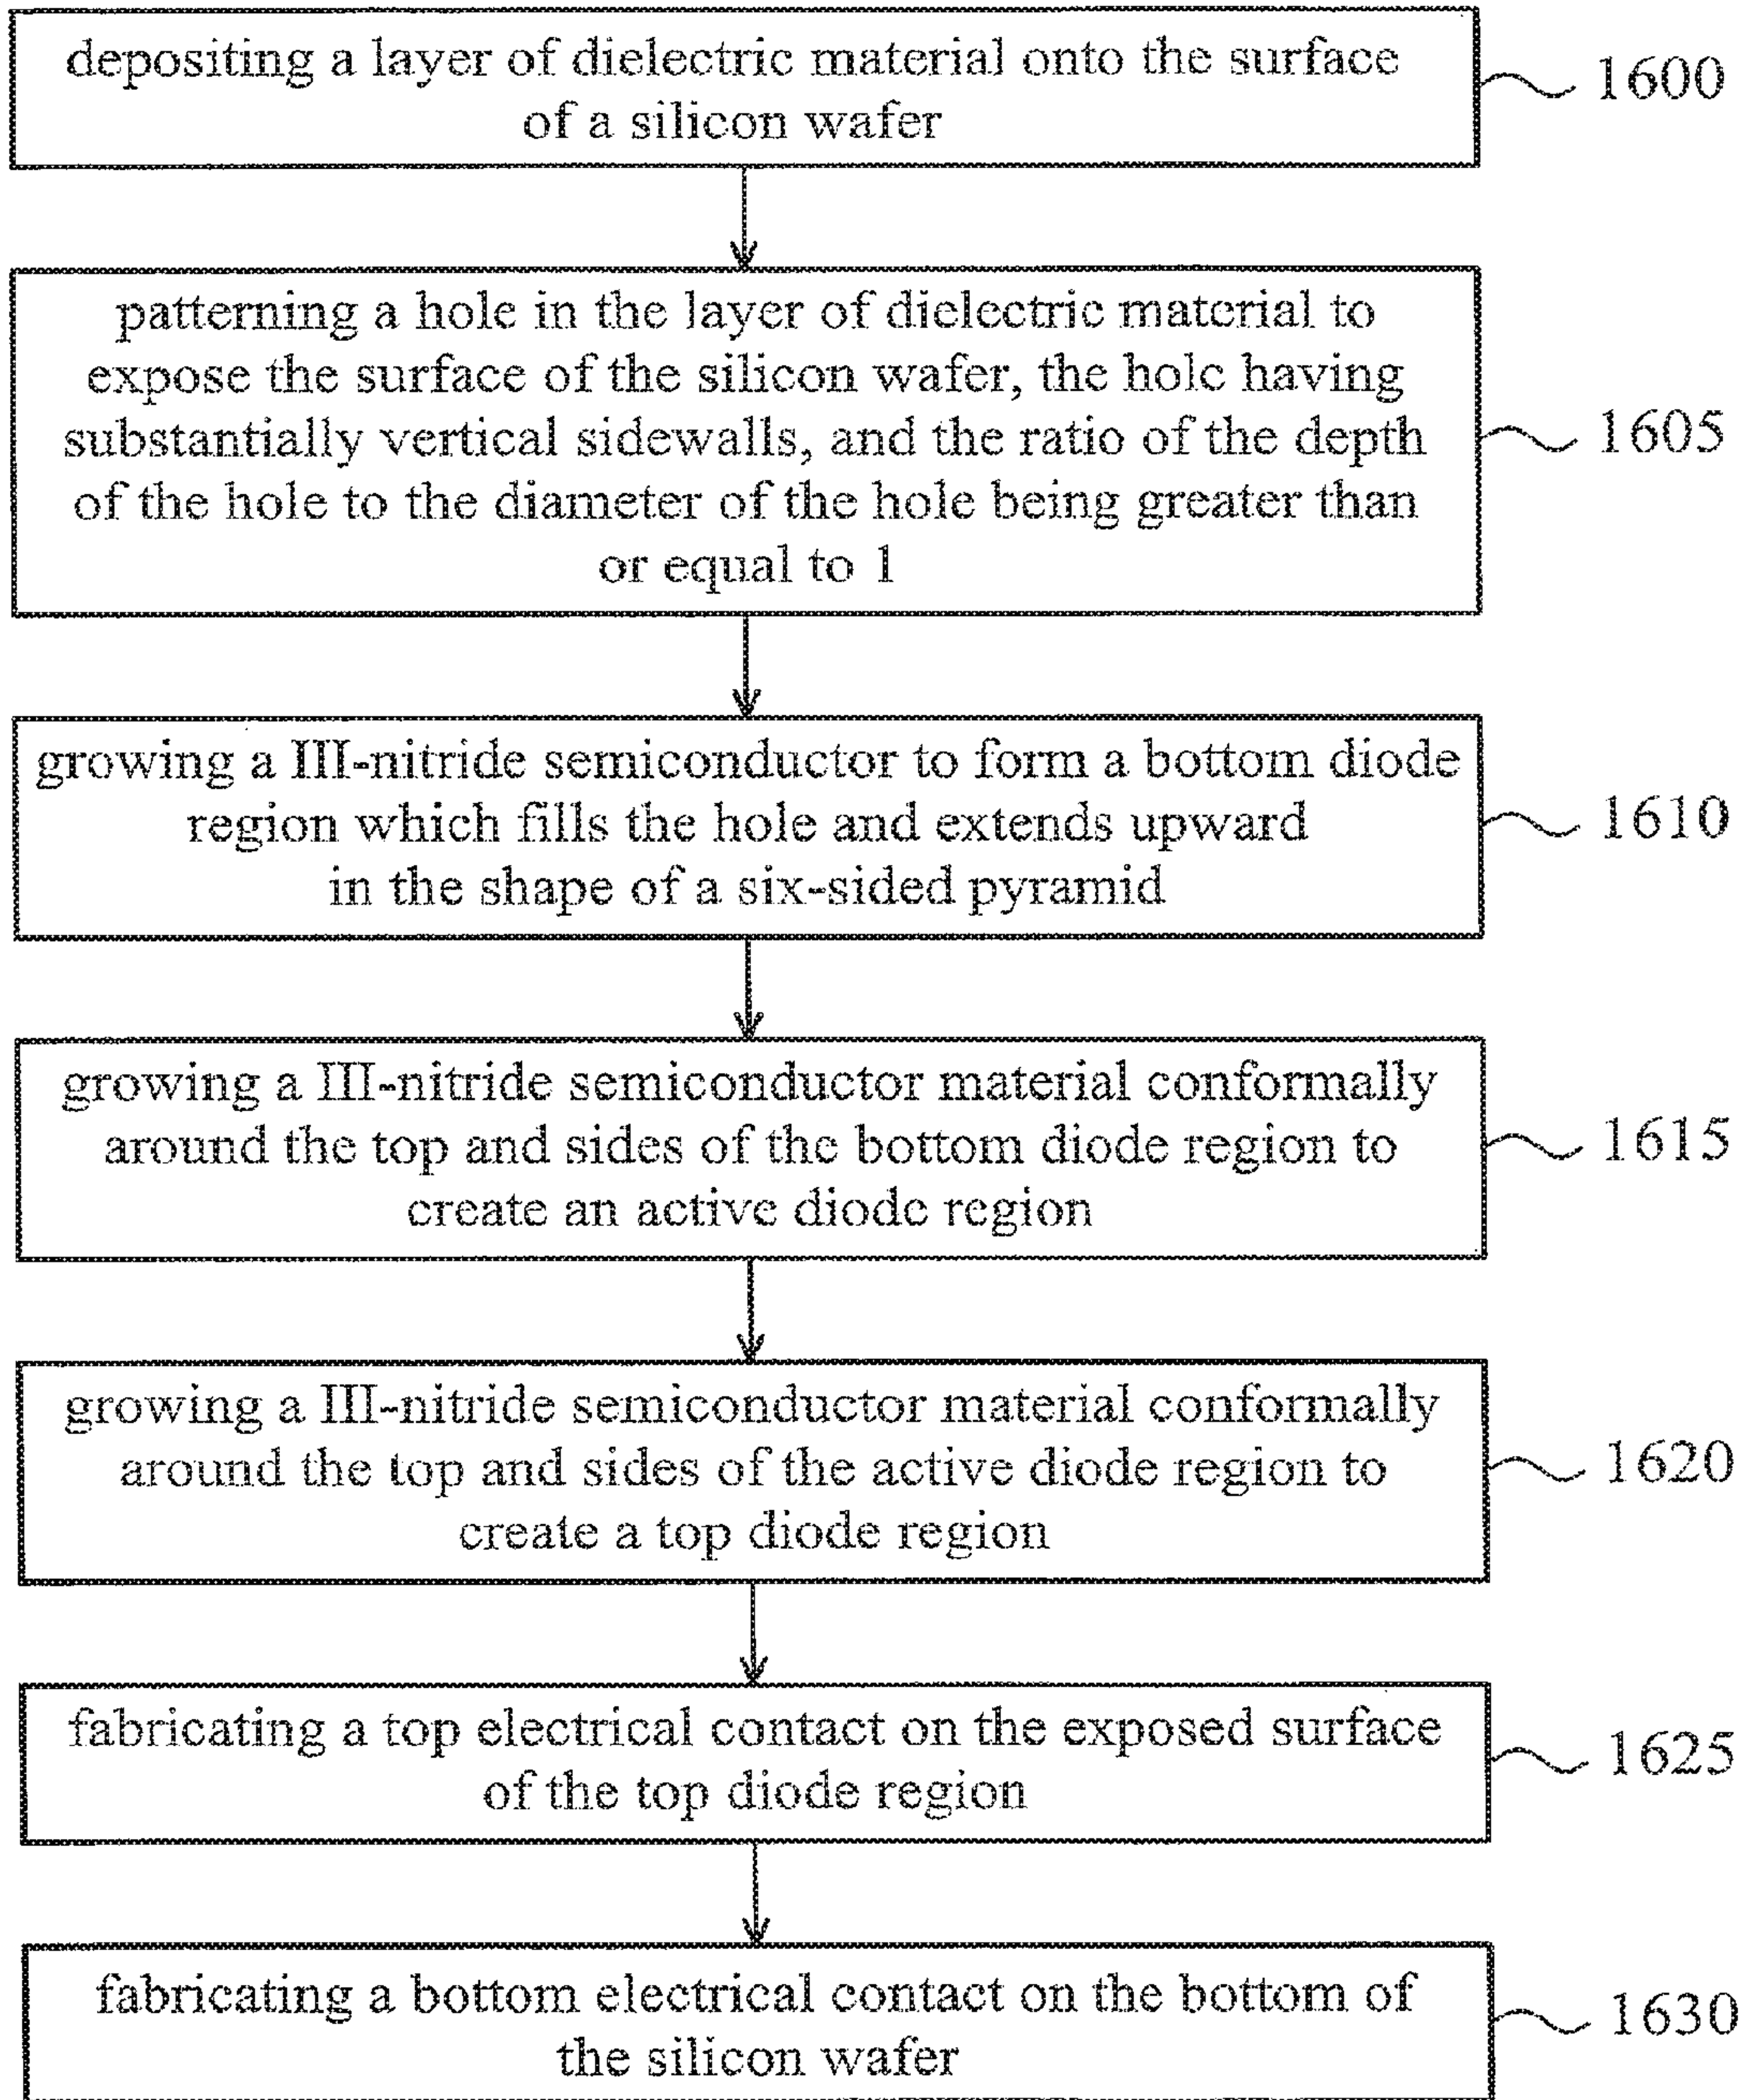 depositing a layer of dielectric material onto the surface
of a silicon wafer
1600
patterning a hole in the layer of dielectric material to
expose the surface of the silicon wafer, the hole having
substantially vertical sidewalls, and the ratio of the depth
of the hole to the diameter of the hole being greater than
or equal to 1
1605
growing a III-nitride semiconductor to form a bottom diode
region which fills the hole and extends upward
in the shape of a six-sided pyramid
1610
growing a III-nitride semiconductor material conformally
around the top and sides of the bottom diode region to
create an active diode region
1615
growing a III-nitride semiconductor material conformally
around the top and sides of the active diode region to
create a top diode region
1620
fabricating a top electrical contact on the exposed surface
of the top diode region
1625
fabricating a bottom electrical contact on the bottom of
the silicon wafer
1630